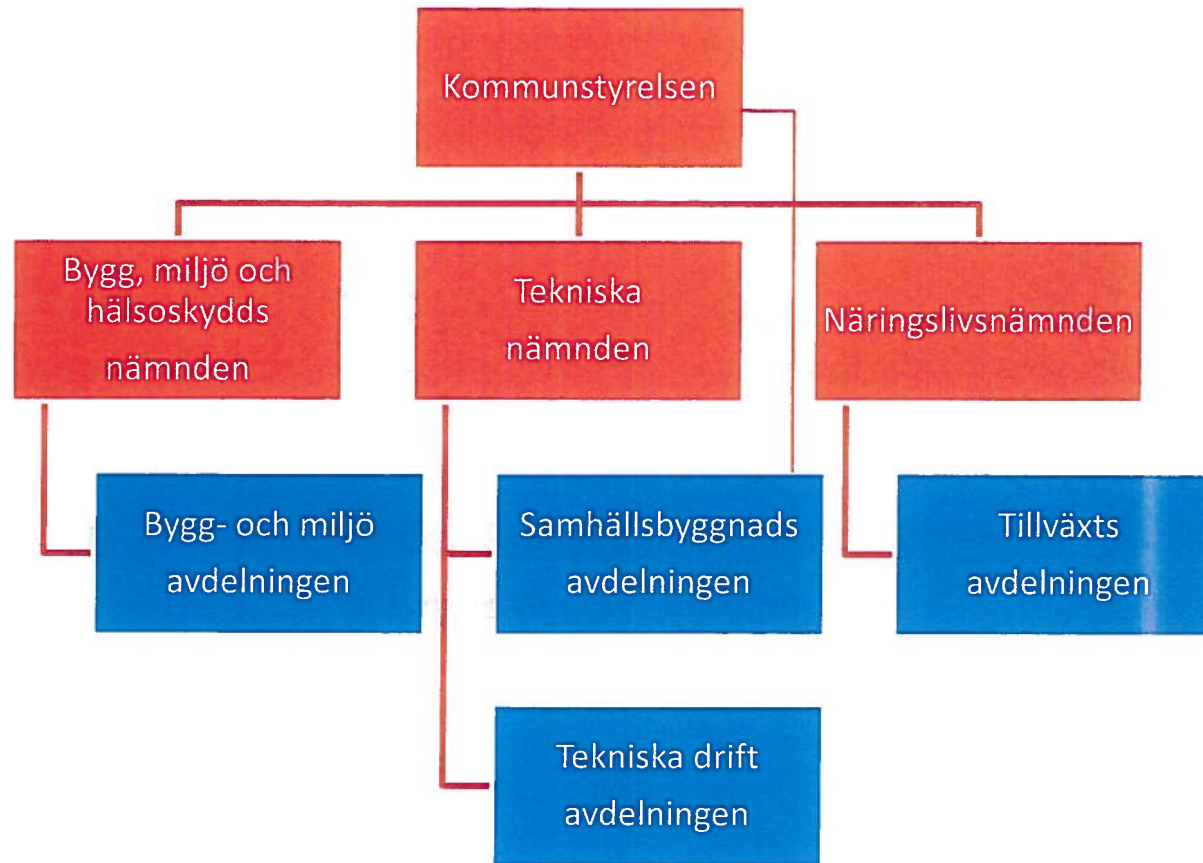 Kommunstyrelsen
Bygg, miljö och
hälsoskydds
nämnden
Tekniska
nämnden
Näringslivsnämnden
Bygg- och miljö
avdelningen
Samhällsbyggnads
avdelningen
Tillväxts
avdelningen
Tekniska drift
avdelningen